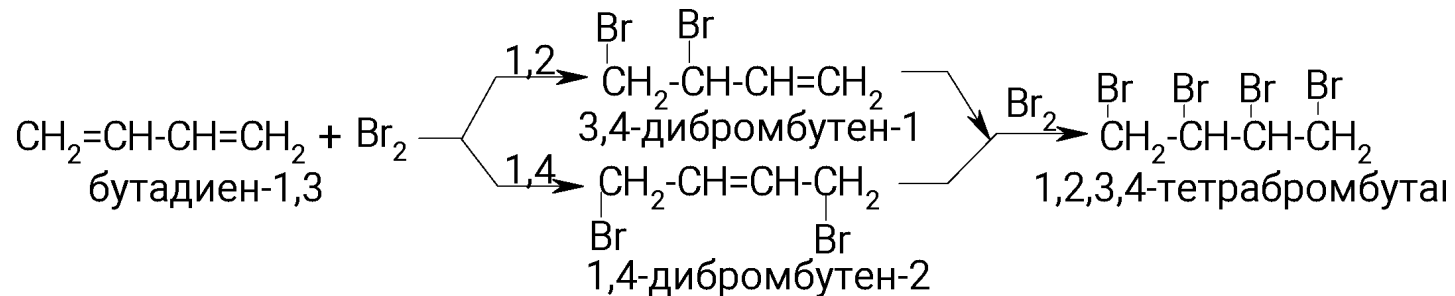 Br Br
1,2
CH₂-CH-CH=CH₂
3,4-дибромбутен-1
CH₂=CH-CH=CH₂ + Br₂
бутадиен-1,3
1,4
CH₂-CH=CH-CH₂
Br Br
1,4-дибромбутен-2
Br₂
Br Br Br Br
CH₂-CH-CH-CH₂
1,2,3,4-тетрабромбутан